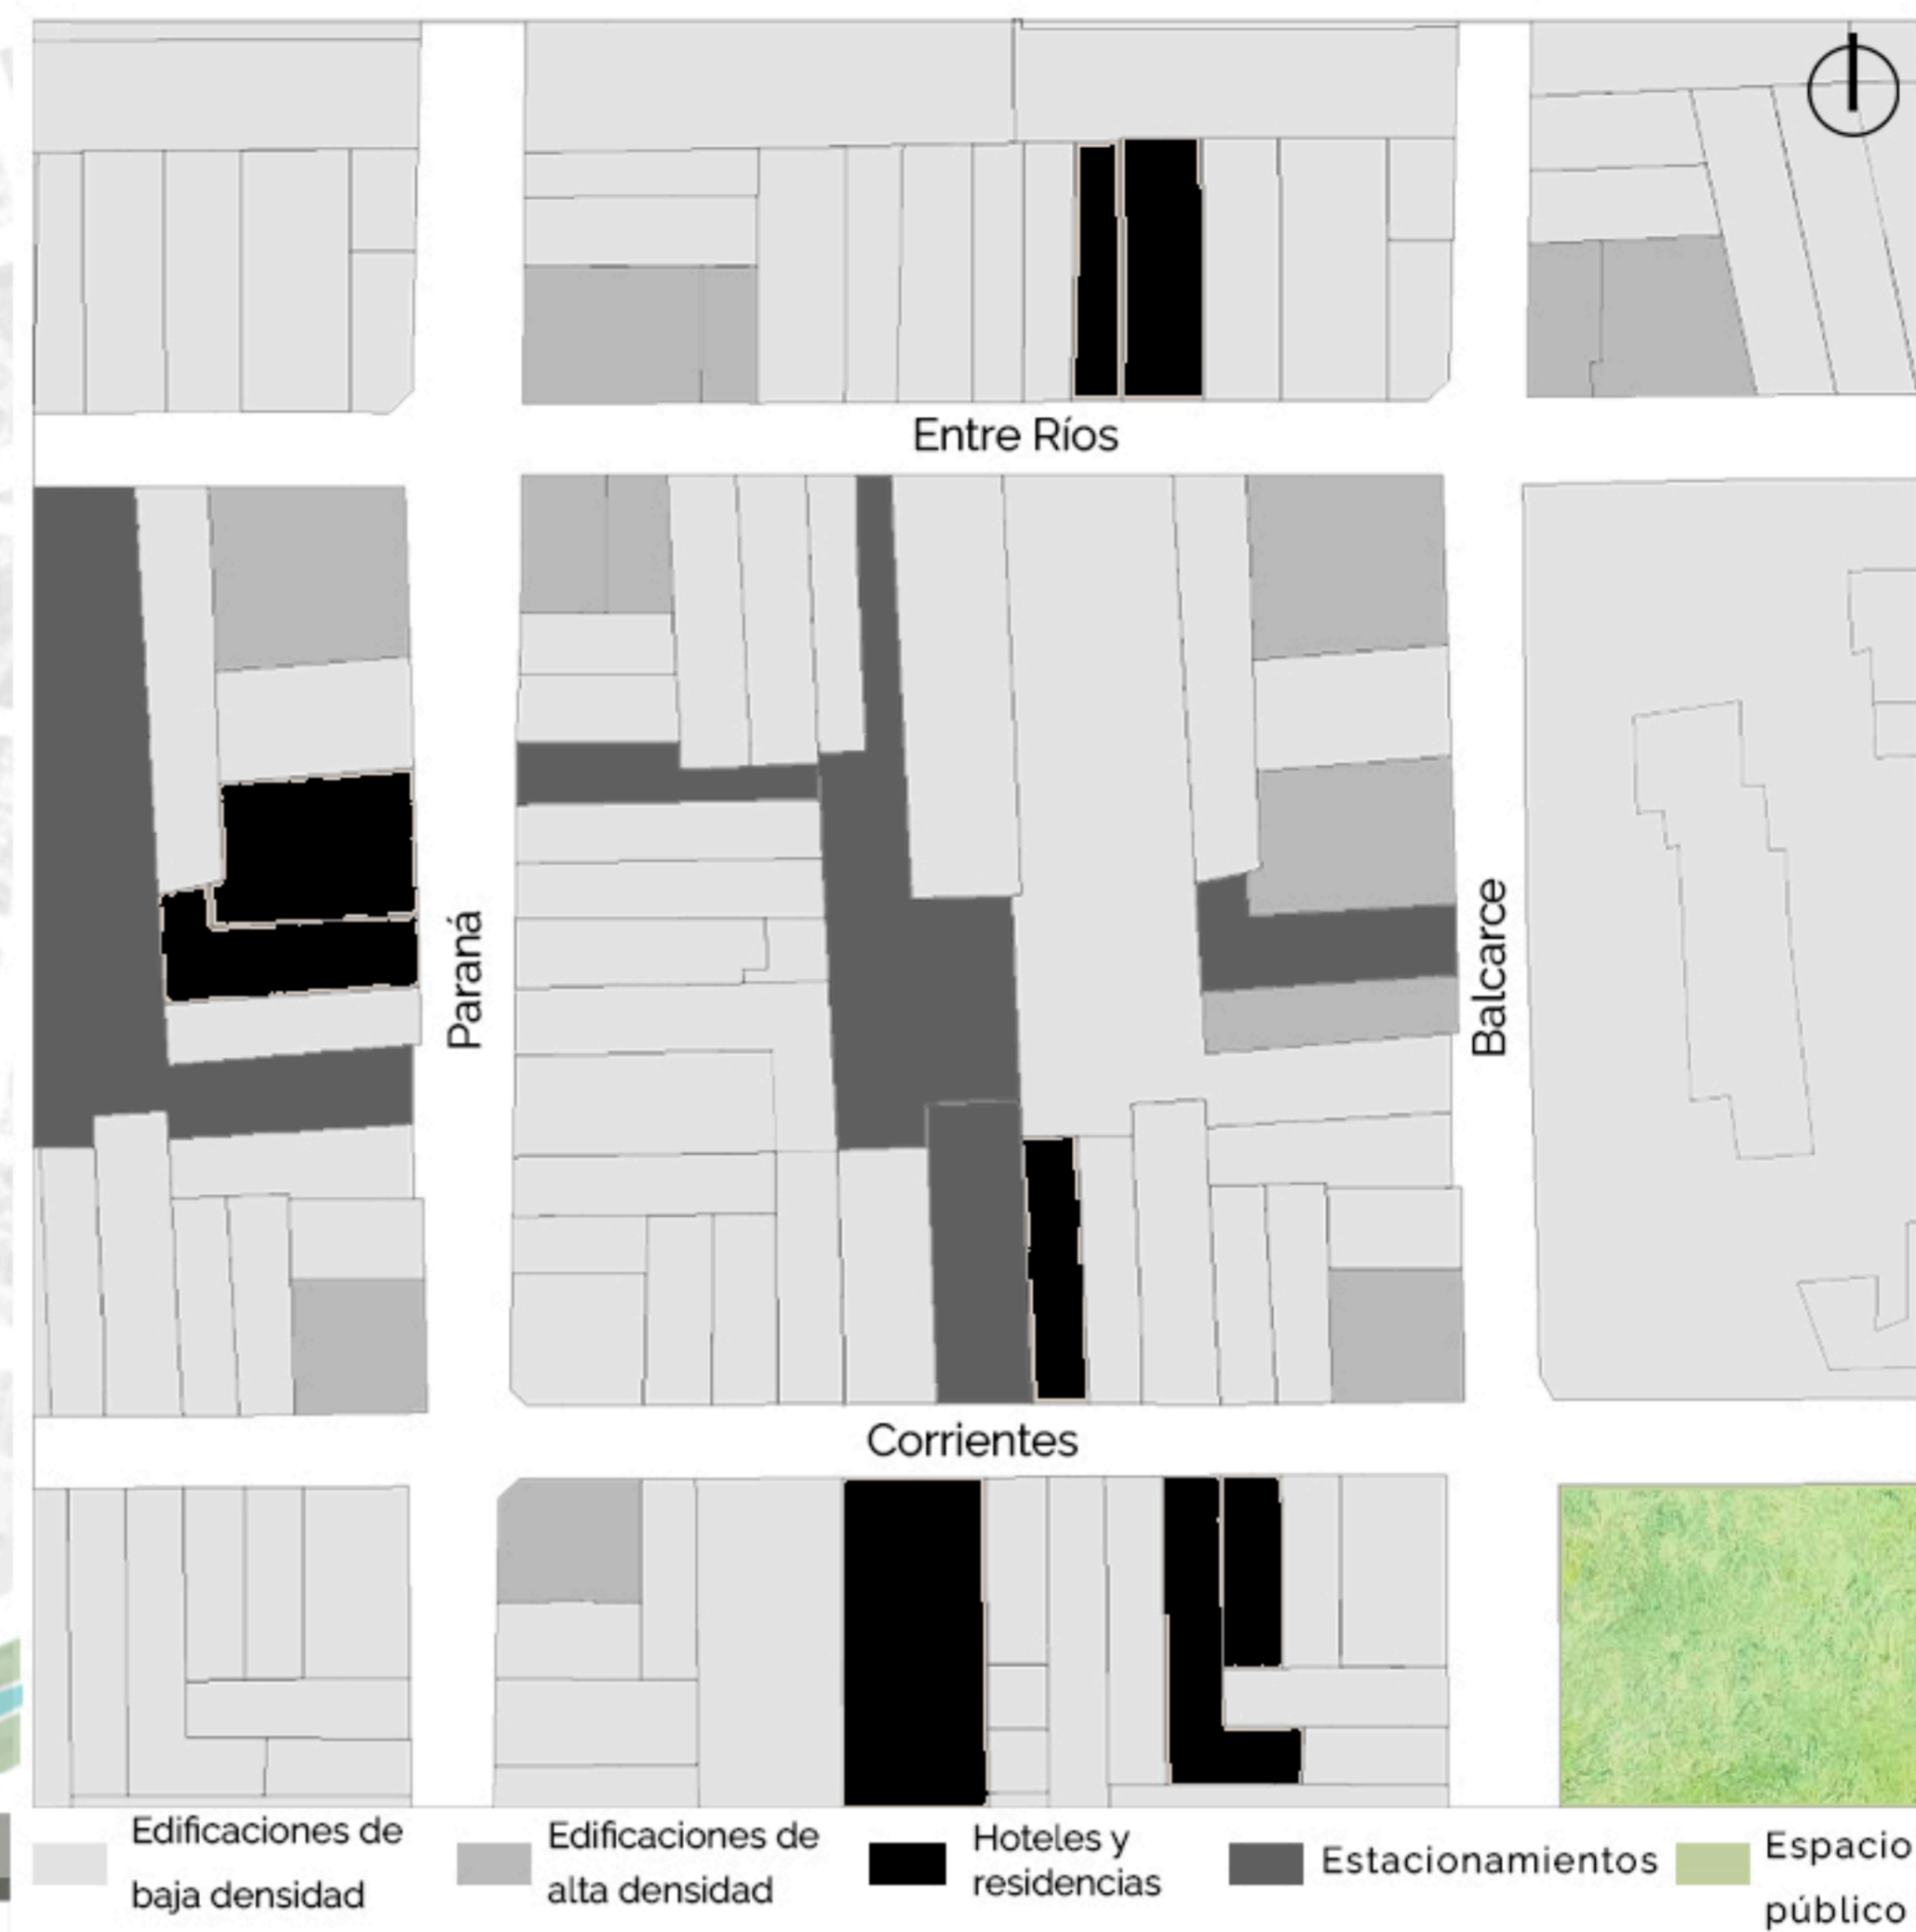 Entre Ríos
Paraná
Balcarce
Corrientes
Edificaciones de
baja densidad
Edificaciones de
alta densidad
Hoteles y
residencias
Estacionamientos
Espacio
público